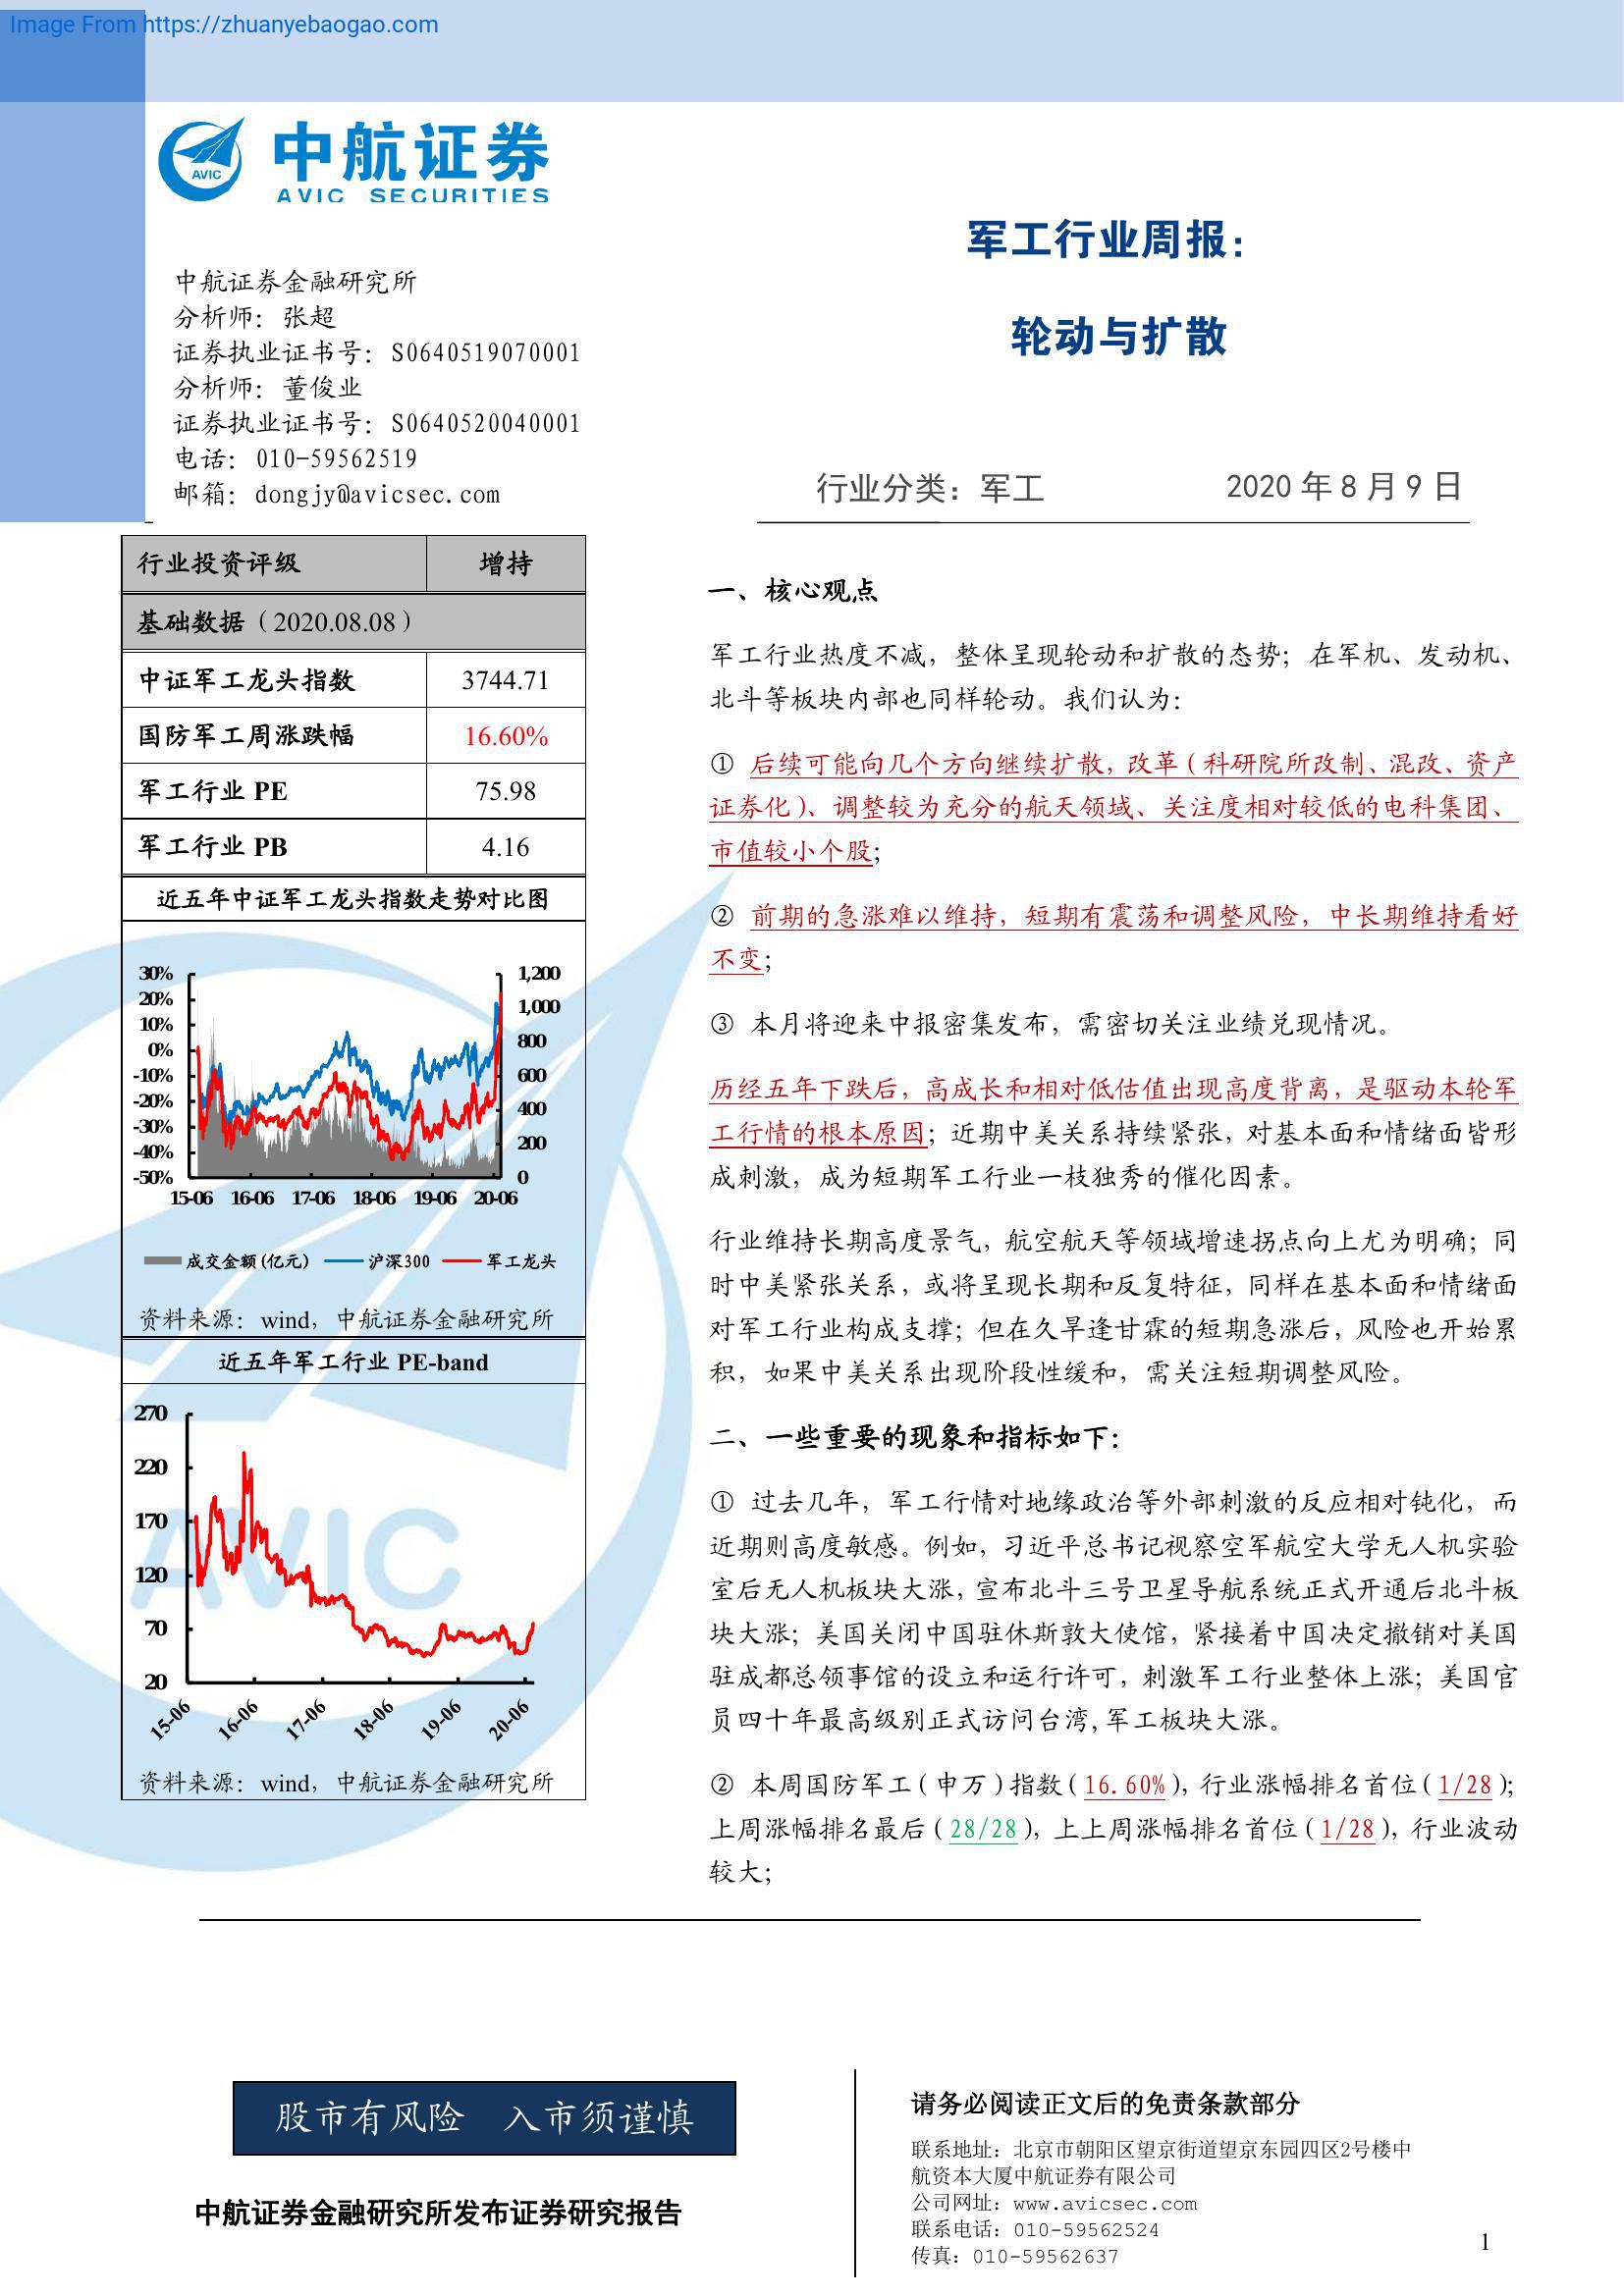 Image From https://zhuanyebaogao.com
中航证券
AVIC SECURITIES
AVIC
中航证券金融研究所
分析师：张超
证券执业证书号：S0640519070001
分析师：董俊业
证券执业证书号：S0640520040001
电话：010-59562519
邮箱：dongjy@avicsec.com
军工行业周报：
轮动与扩散
行业分类：军工 2020年8月9日
行业投资评级 增持
基础数据（2020.08.08）
中证军工龙头指数 3744.71
国防军工周涨跌幅 16.60%
军工行业 PE 75.98
军工行业 PB 4.16
近五年中证军工龙头指数走势对比图
30%
20%
10%
0%
-10%
-20%
-30%
-40%
-50%
1,200
1,000
800
600
400
200
0
15-06 16-06 17-06 18-06 19-06 20-06
成交金额(亿元) 沪深300 军工龙头
资料来源：wind，中航证券金融研究所
近五年军工行业 PE-band
270
220
170
120
70
20
15-06 16-06 17-06 18-06 19-06 20-06
AVIC
资料来源：wind，中航证券金融研究所
一、核心观点
军工行业热度不减，整体呈现轮动和扩散的态势；在军机、发动机、
北斗等板块内部也同样轮动。我们认为：
① 后续可能向几个方向继续扩散，改革（科研院所改制、混改、资产
证券化）、调整较为充分的航天领域、关注度相对较低的电科集团、
市值较小个股；
② 前期的急涨难以维持，短期有震荡和调整风险，中长期维持看好
不变；
③ 本月将迎来中报密集发布，需密切关注业绩兑现情况。
历经五年下跌后，高成长和相对低估值出现高度背离，是驱动本轮军
工行情的根本原因；近期中美关系持续紧张，对基本面和情绪面皆形
成刺激，成为短期军工行业一枝独秀的催化因素。
行业维持长期高度景气，航空航天等领域增速拐点向上尤为明确；同
时中美紧张关系，或将呈现长期和反复特征，同样在基本面和情绪面
对军工行业构成支撑；但在久旱逢甘霖的短期急涨后，风险也开始累
积，如果中美关系出现阶段性缓和，需关注短期调整风险。
二、一些重要的现象和指标如下：
① 过去几年，军工行情对地缘政治等外部刺激的反应相对钝化，而
近期则高度敏感。例如，习近平总书记视察空军航空大学无人机实验
室后无人机板块大涨，宣布北斗三号卫星导航系统正式开通后北斗板
块大涨；美国关闭中国驻休斯敦大使馆，紧接着中国决定撤销对美国
驻成都总领事馆的设立和运行许可，刺激军工行业整体上涨；美国官
员四十年最高级别正式访问台湾,军工板块大涨。
② 本周国防军工（申万）指数（16.60%），行业涨幅排名首位（1/28）；
上周涨幅排名最后（28/28），上上周涨幅排名首位（1/28），行业波动
较大；
股市有风险 入市须谨慎
中航证券金融研究所发布证券研究报告
请务必阅读正文后的免责条款部分
联系地址：北京市朝阳区望京街道望京东园四区2号楼中
航资本大厦中航证券有限公司
公司网址：www.avicsec.com
联系电话：010-59562524
传真：010-59562637
1